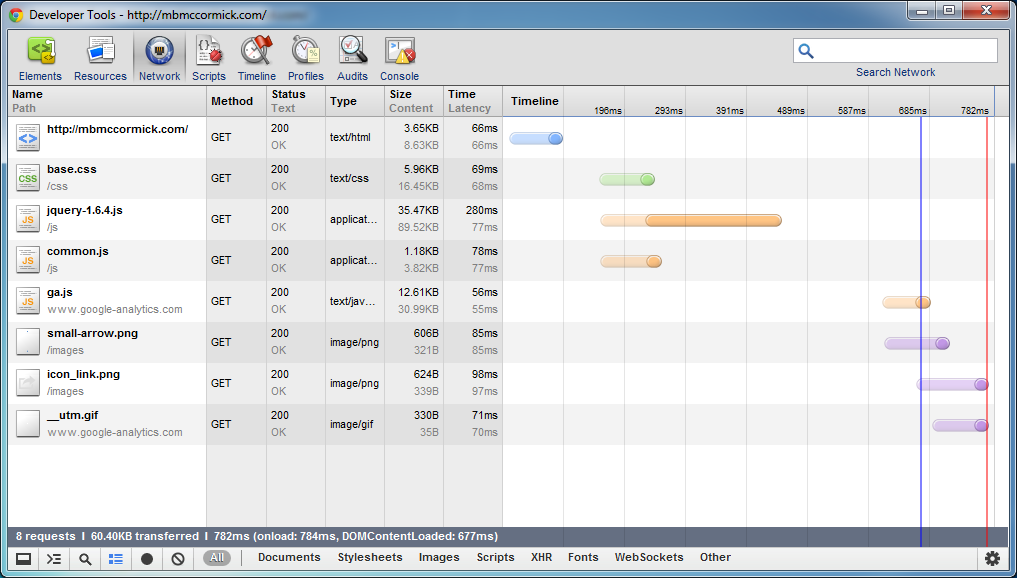 Developer Tools - http://mbmccormick.com/
Elements Resources Network Scripts Timeline Profiles Audits Console
Search Network
Name Method Status Type Size Time Timeline
Path Text Content Latency
196ms 293ms 391ms 489ms 587ms 685ms 782ms
http://mbmccormick.com/ GET 200 text/html 3.65KB 66ms
OK 8.63KB 66ms
base.css GET 200 text/css 5.96KB 69ms
/css OK 16.45KB 68ms
jquery-1.6.4.js GET 200 applicat... 35.47KB 280ms
/js OK 89.52KB 77ms
common.js GET 200 applicat... 1.18KB 78ms
/js OK 3.82KB 77ms
ga.js GET 200 text/jav... 12.61KB 56ms
www.google-analytics.com OK 30.99KB 55ms
small-arrow.png GET 200 image/png 606B 85ms
/images OK 321B 85ms
icon_link.png GET 200 image/png 624B 98ms
/images OK 339B 97ms
__utm.gif GET 200 image/gif 330B 71ms
www.google-analytics.com OK 35B 70ms
8 requests I 60.40KB transferred I 782ms (onload: 784ms, DOMContentLoaded: 677ms)
All Documents Stylesheets Images Scripts XHR Fonts WebSockets Other